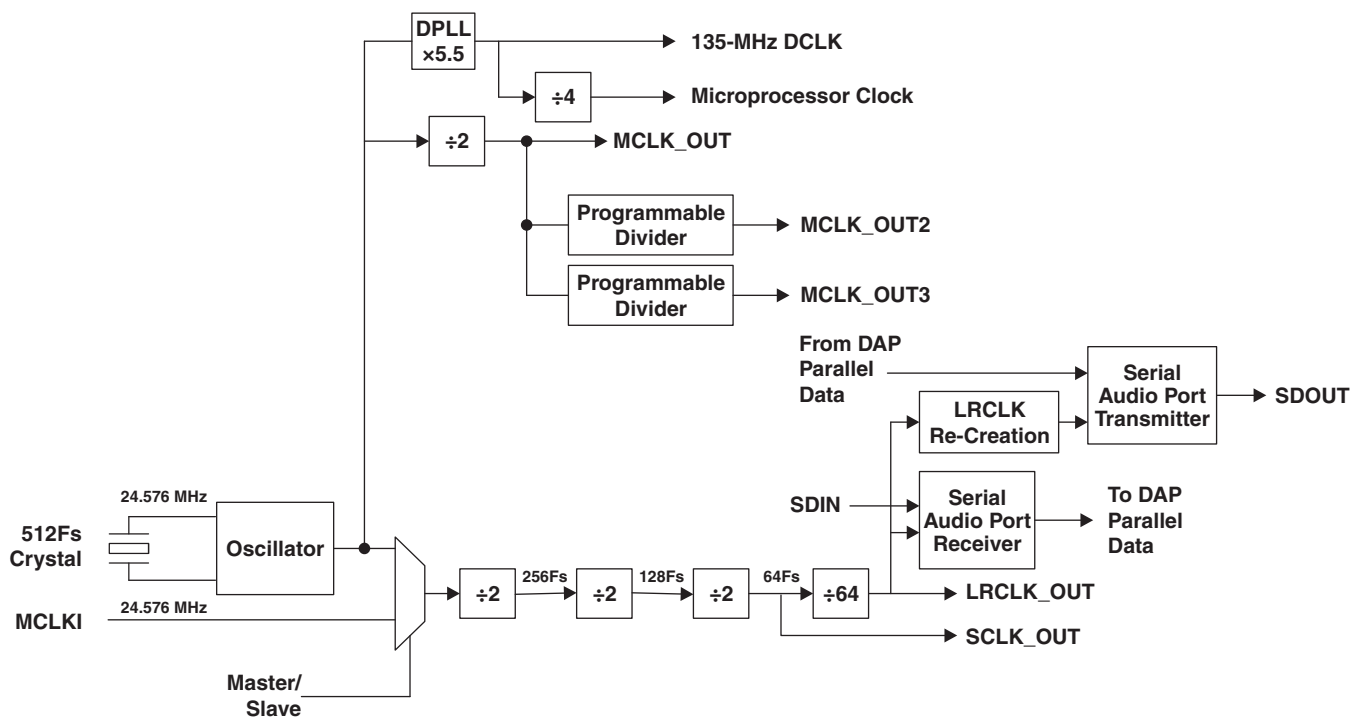 DPLL
×5.5
135-MHz DCLK
÷4
Microprocessor Clock
÷2
MCLK_OUT
Programmable
Divider
MCLK_OUT2
Programmable
Divider
MCLK_OUT3
From DAP
Parallel
Data
Serial
Audio Port
Transmitter
SDOUT
LRCLK
Re-Creation
24.576 MHz
512Fs
Crystal
Oscillator
SDIN
Serial
Audio Port
Receiver
To DAP
Parallel
Data
÷2
256Fs
÷2
128Fs
÷2
64Fs
÷64
LRCLK_OUT
24.576 MHz
MCLKI
SCLK_OUT
Master/
Slave